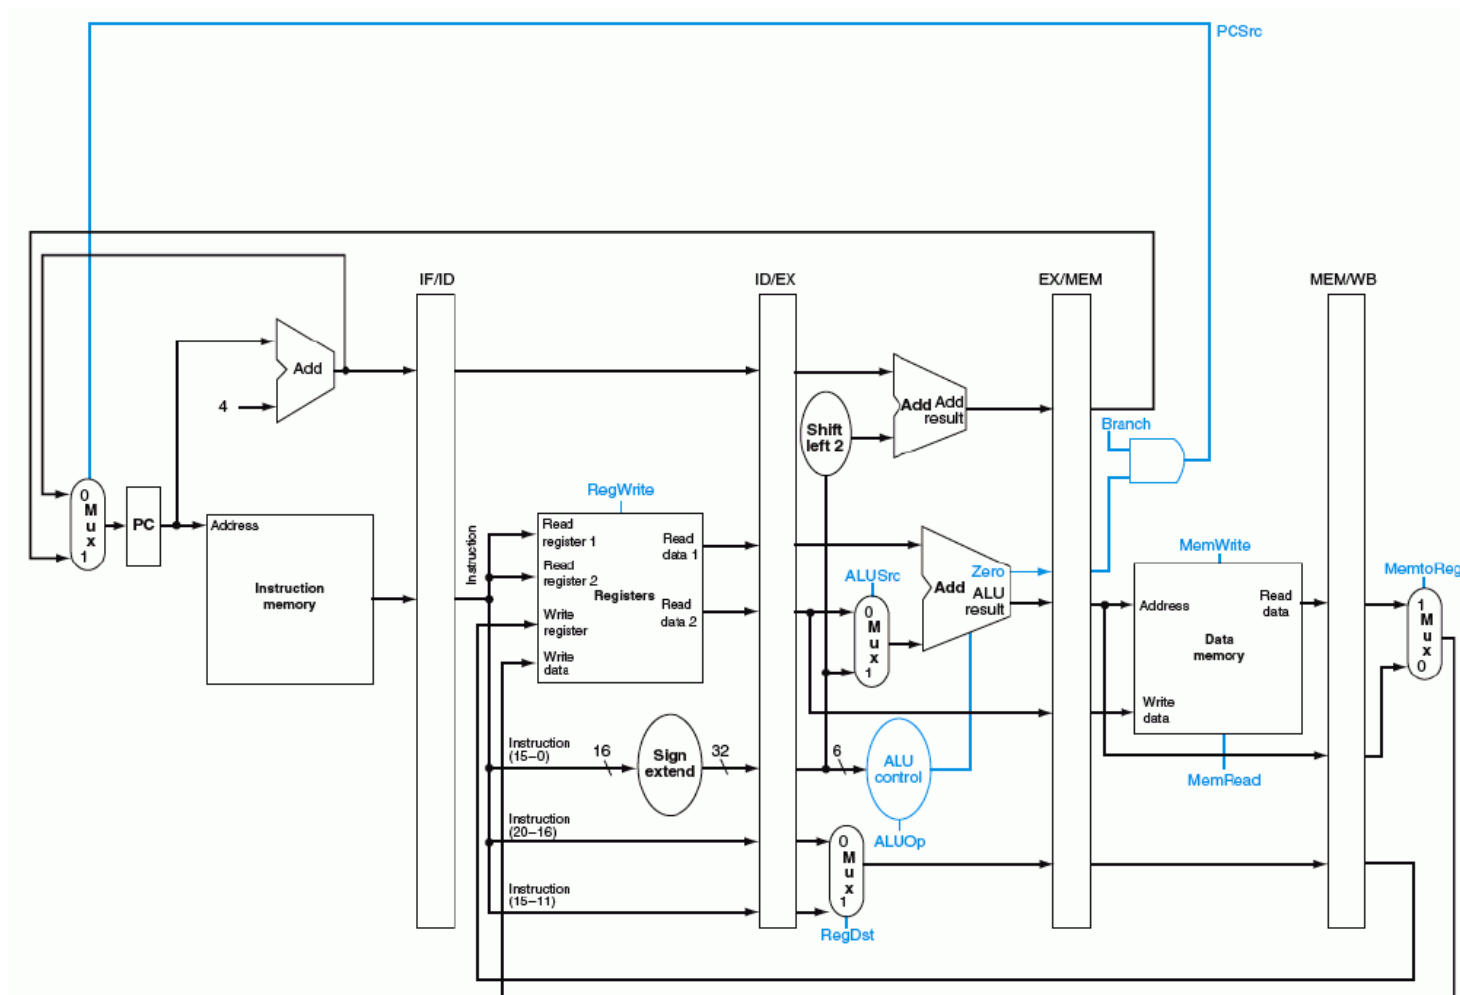 PCSrc
IF/ID
ID/EX
EX/MEM
MEM/WB
Add
4
Add Add
result
Shift
left 2
Branch
0
M
u
x
1
PC
Address
Instruction
memory
Instruction
RegWrite
Read
register 1
Read
register 2
Write
register
Write
data
Registers
Read
data 1
Read
data 2
ALUSrc
0
M
u
x
1
Add
Zero
ALU
result
MemWrite
Address
Read
data
Data
memory
Write
data
MemRead
MemtoReg
1
M
u
x
0
Instruction
(15–0)
16
Sign
extend
32
6
ALU
control
ALUOp
Instruction
(20–16)
Instruction
(15–11)
0
M
u
x
1
RegDst